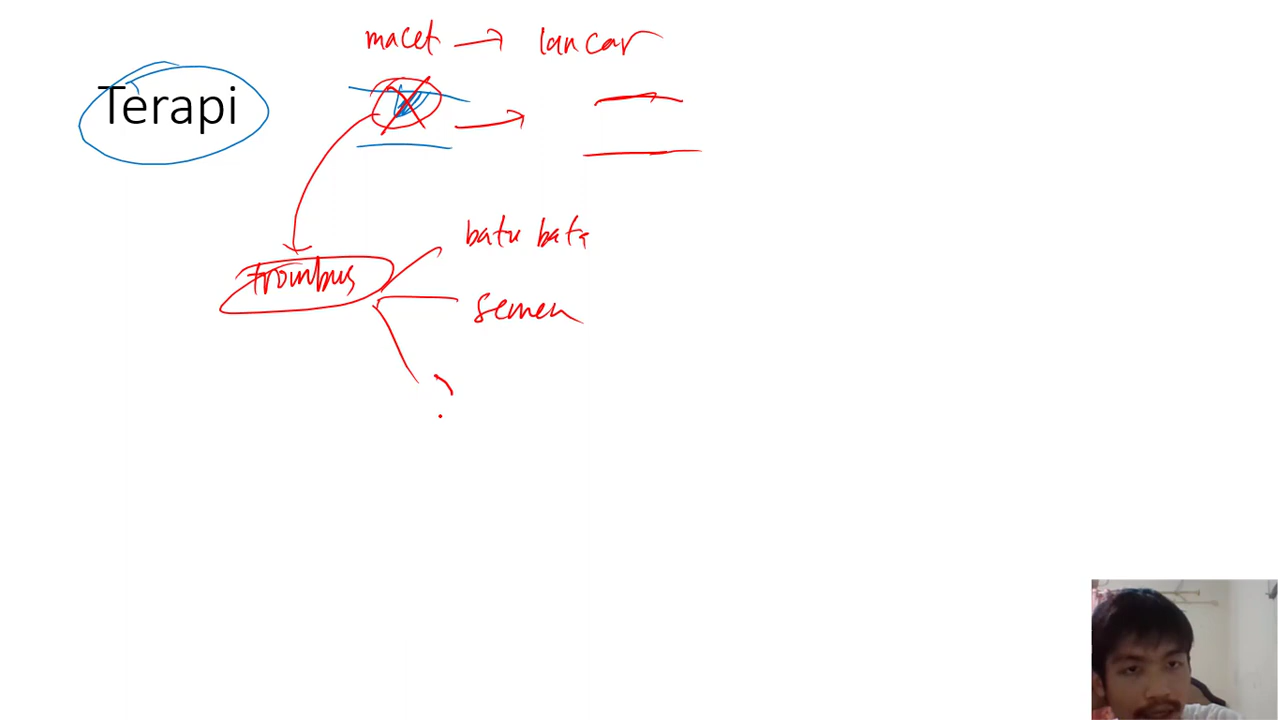 macet → lancar
Terapi
trombus
batu bata
semen
?